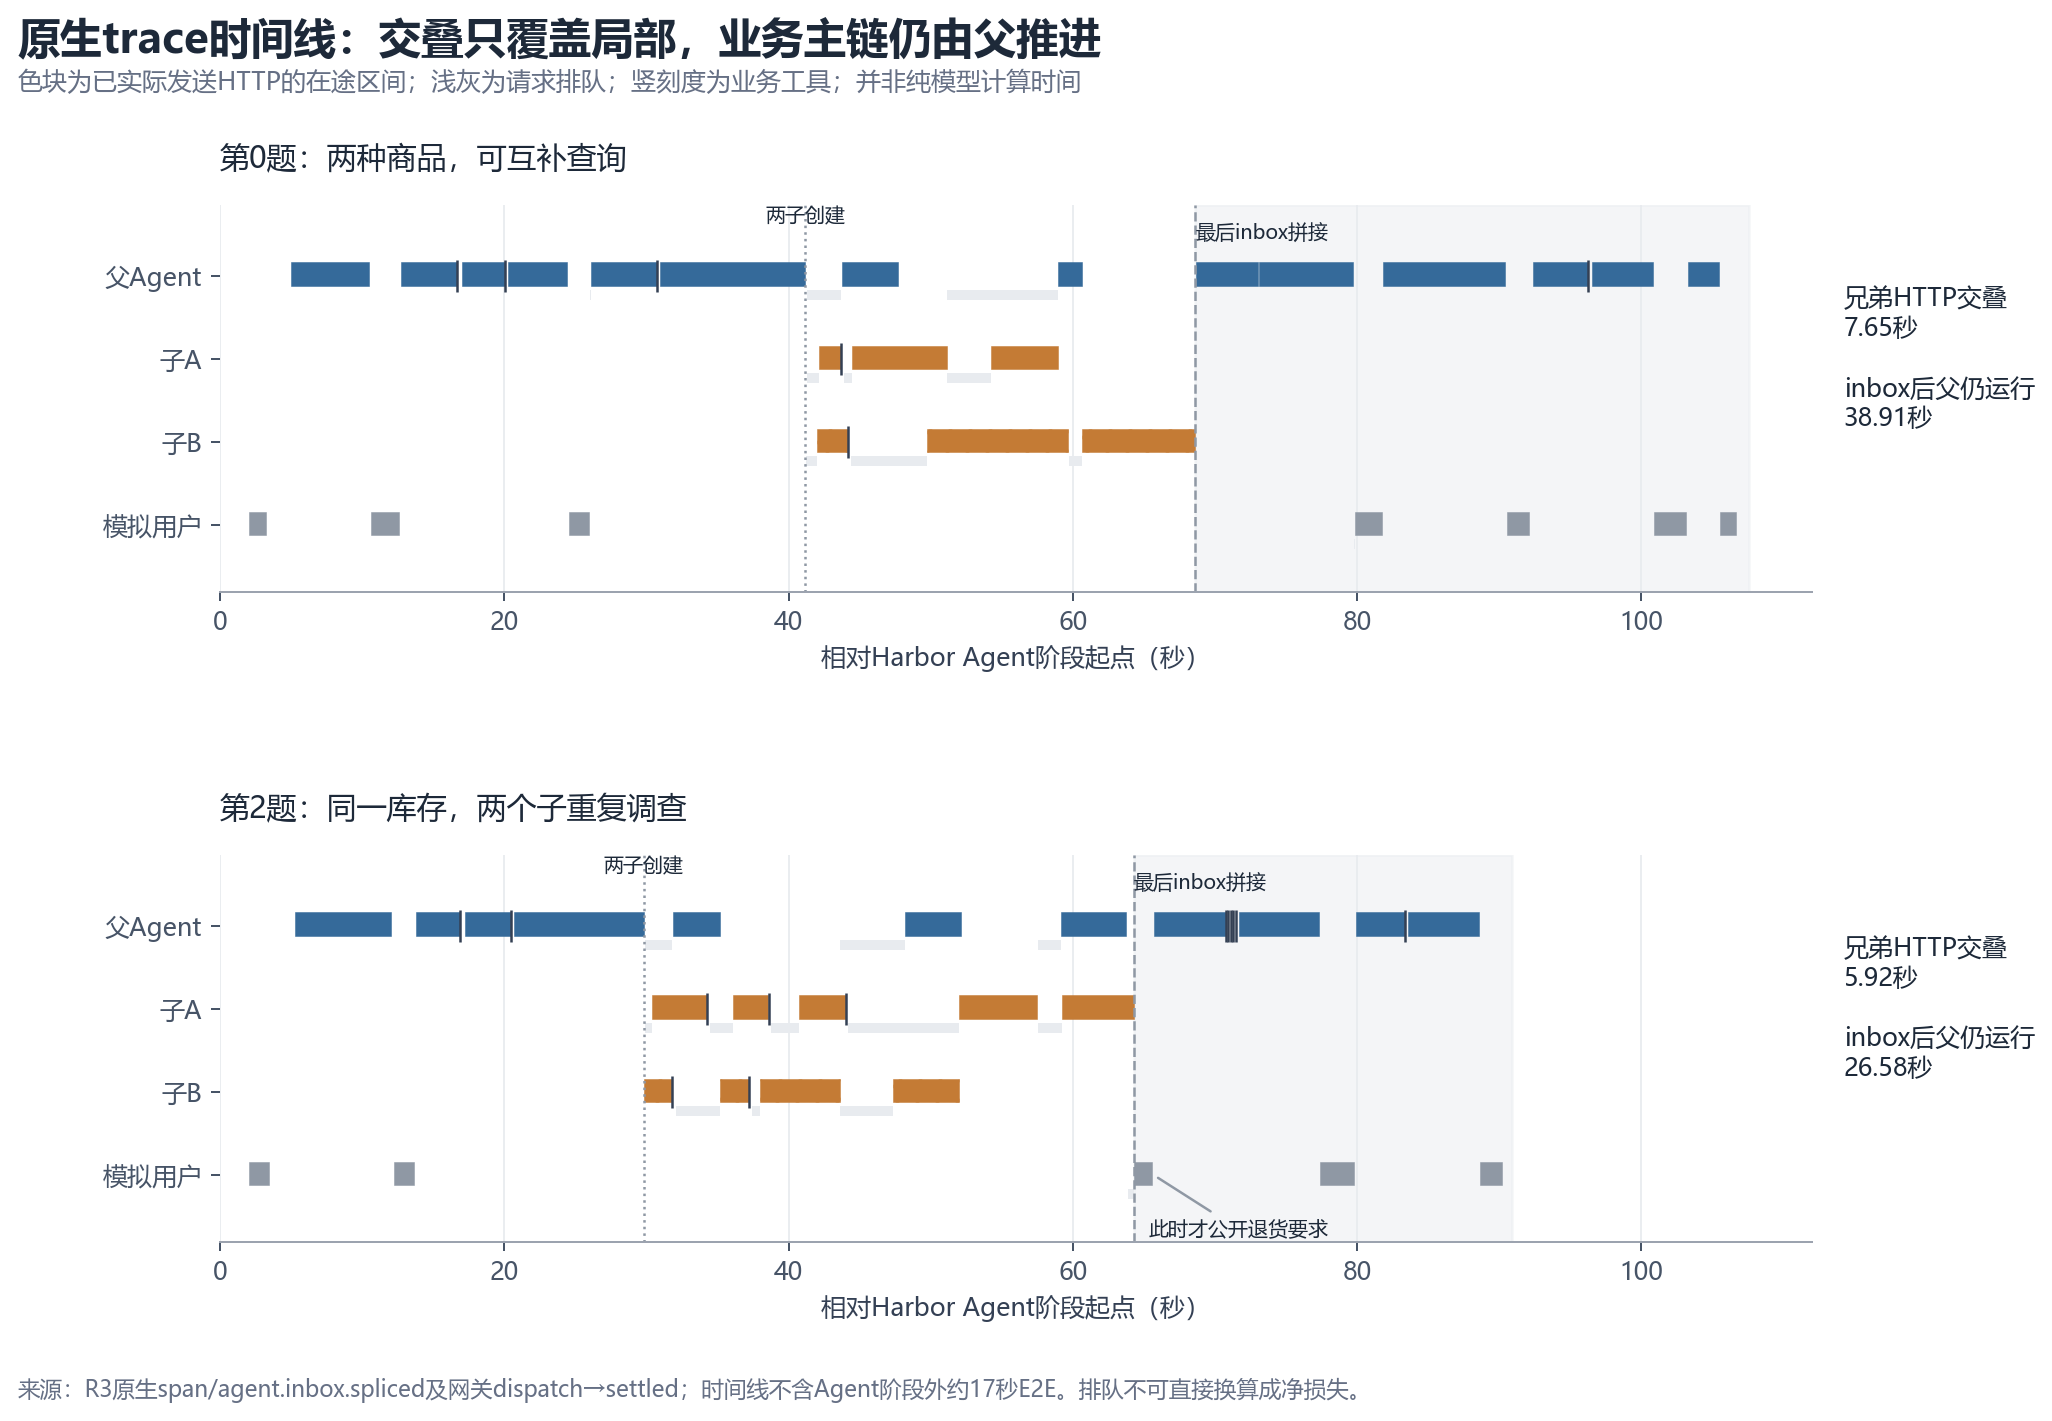 原生trace时间线：交叠只覆盖局部，业务主链仍由父推进
色块为已实际发送HTTP的在途区间；浅灰为请求排队；竖刻度为业务工具；并非纯模型计算时间
第0题：两种商品，可互补查询
两子创建
最后inbox拼接
父Agent
子A
子B
模拟用户
兄弟HTTP交叠
7.65秒
inbox后父仍运行
38.91秒
0 20 40 60 80 100
相对Harbor Agent阶段起点（秒）
第2题：同一库存，两个子重复调查
两子创建
最后inbox拼接
父Agent
子A
子B
模拟用户
兄弟HTTP交叠
5.92秒
inbox后父仍运行
26.58秒
此时才公开退货要求
0 20 40 60 80 100
相对Harbor Agent阶段起点（秒）
来源：R3原生span/agent.inbox.spliced及网关dispatch→settled；时间线不含Agent阶段外约17秒E2E。排队不可直接换算成净损失。